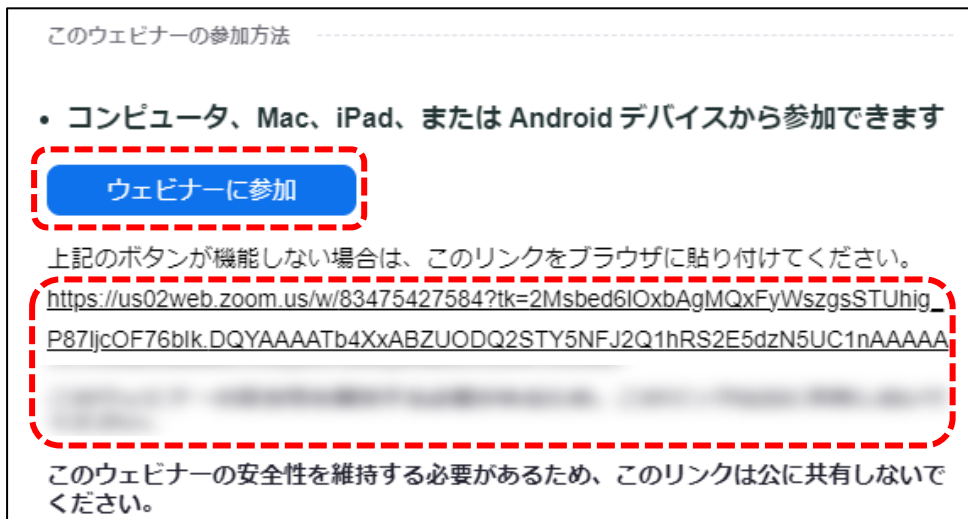 このウェビナーの参加方法
• コンピュータ、Mac、iPad、または Android デバイスから参加できます
ウェビナーに参加
上記のボタンが機能しない場合は、このリンクをブラウザに貼り付けてください。
https://us02web.zoom.us/w/83475427584?tk=2Msbed6IOxbAgMQxFyWszgsSTUhig_
P87ljcOF76blk.DQYAAAATb4XxABZUODQ2STY5NFJ2Q1hRS2E5dzN5UC1nAAAAA
このウェビナーの安全性を維持する必要があるため、このリンクは公に共有しないで
ください。